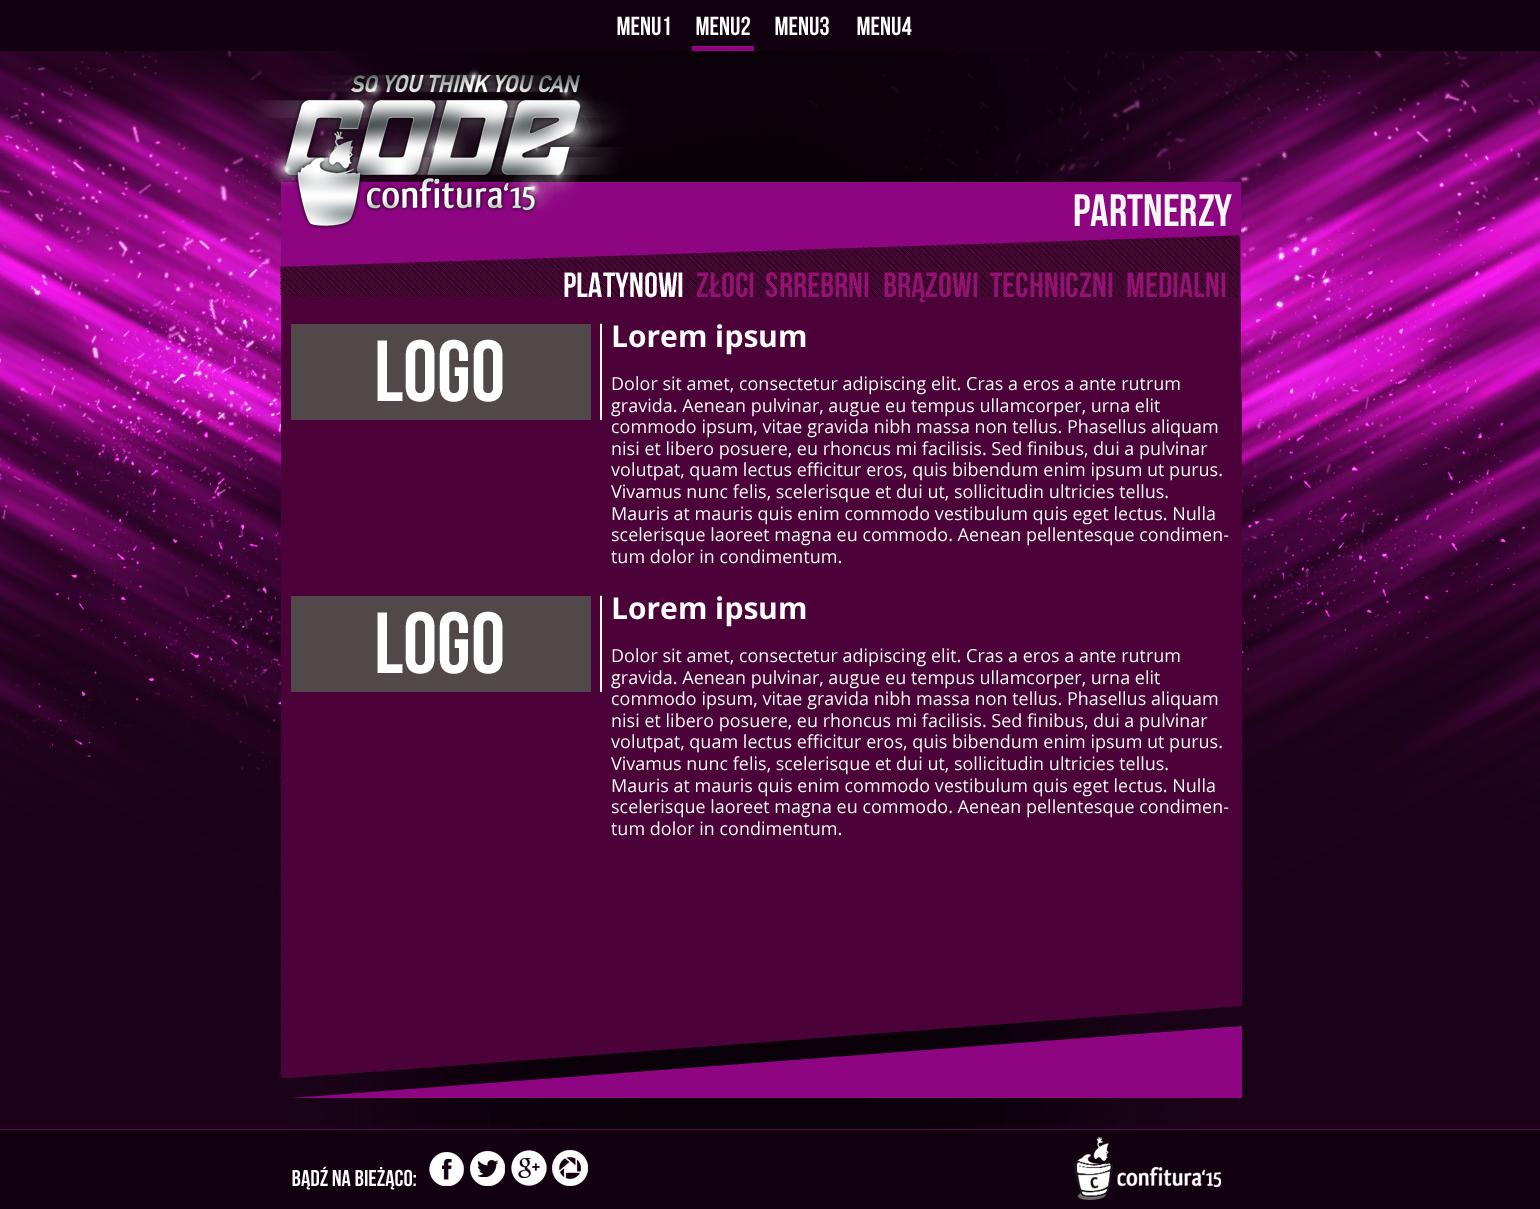 MENU1 MENU2 MENU3 MENU4
SO YOU THINK YOU CAN
CODE
confitura‘15
PARTNERZY
PLATYNOWI ZŁOCI SRREBRNI BRĄZOWI TECHNICZNI MEDIALNI
LOGO
Lorem ipsum
Dolor sit amet, consectetur adipiscing elit. Cras a eros a ante rutrum
gravida. Aenean pulvinar, augue eu tempus ullamcorper, urna elit
commodo ipsum, vitae gravida nibh massa non tellus. Phasellus aliquam
nisi et libero posuere, eu rhoncus mi facilisis. Sed finibus, dui a pulvinar
volutpat, quam lectus efficitur eros, quis bibendum enim ipsum ut purus.
Vivamus nunc felis, scelerisque et dui ut, sollicitudin ultricies tellus.
Mauris at mauris quis enim commodo vestibulum quis eget lectus. Nulla
scelerisque laoreet magna eu commodo. Aenean pellentesque condimen-
tum dolor in condimentum.
LOGO
Lorem ipsum
Dolor sit amet, consectetur adipiscing elit. Cras a eros a ante rutrum
gravida. Aenean pulvinar, augue eu tempus ullamcorper, urna elit
commodo ipsum, vitae gravida nibh massa non tellus. Phasellus aliquam
nisi et libero posuere, eu rhoncus mi facilisis. Sed finibus, dui a pulvinar
volutpat, quam lectus efficitur eros, quis bibendum enim ipsum ut purus.
Vivamus nunc felis, scelerisque et dui ut, sollicitudin ultricies tellus.
Mauris at mauris quis enim commodo vestibulum quis eget lectus. Nulla
scelerisque laoreet magna eu commodo. Aenean pellentesque condimen-
tum dolor in condimentum.
BĄDŹ NA BIEŻĄCO: f g+
C confitura‘15